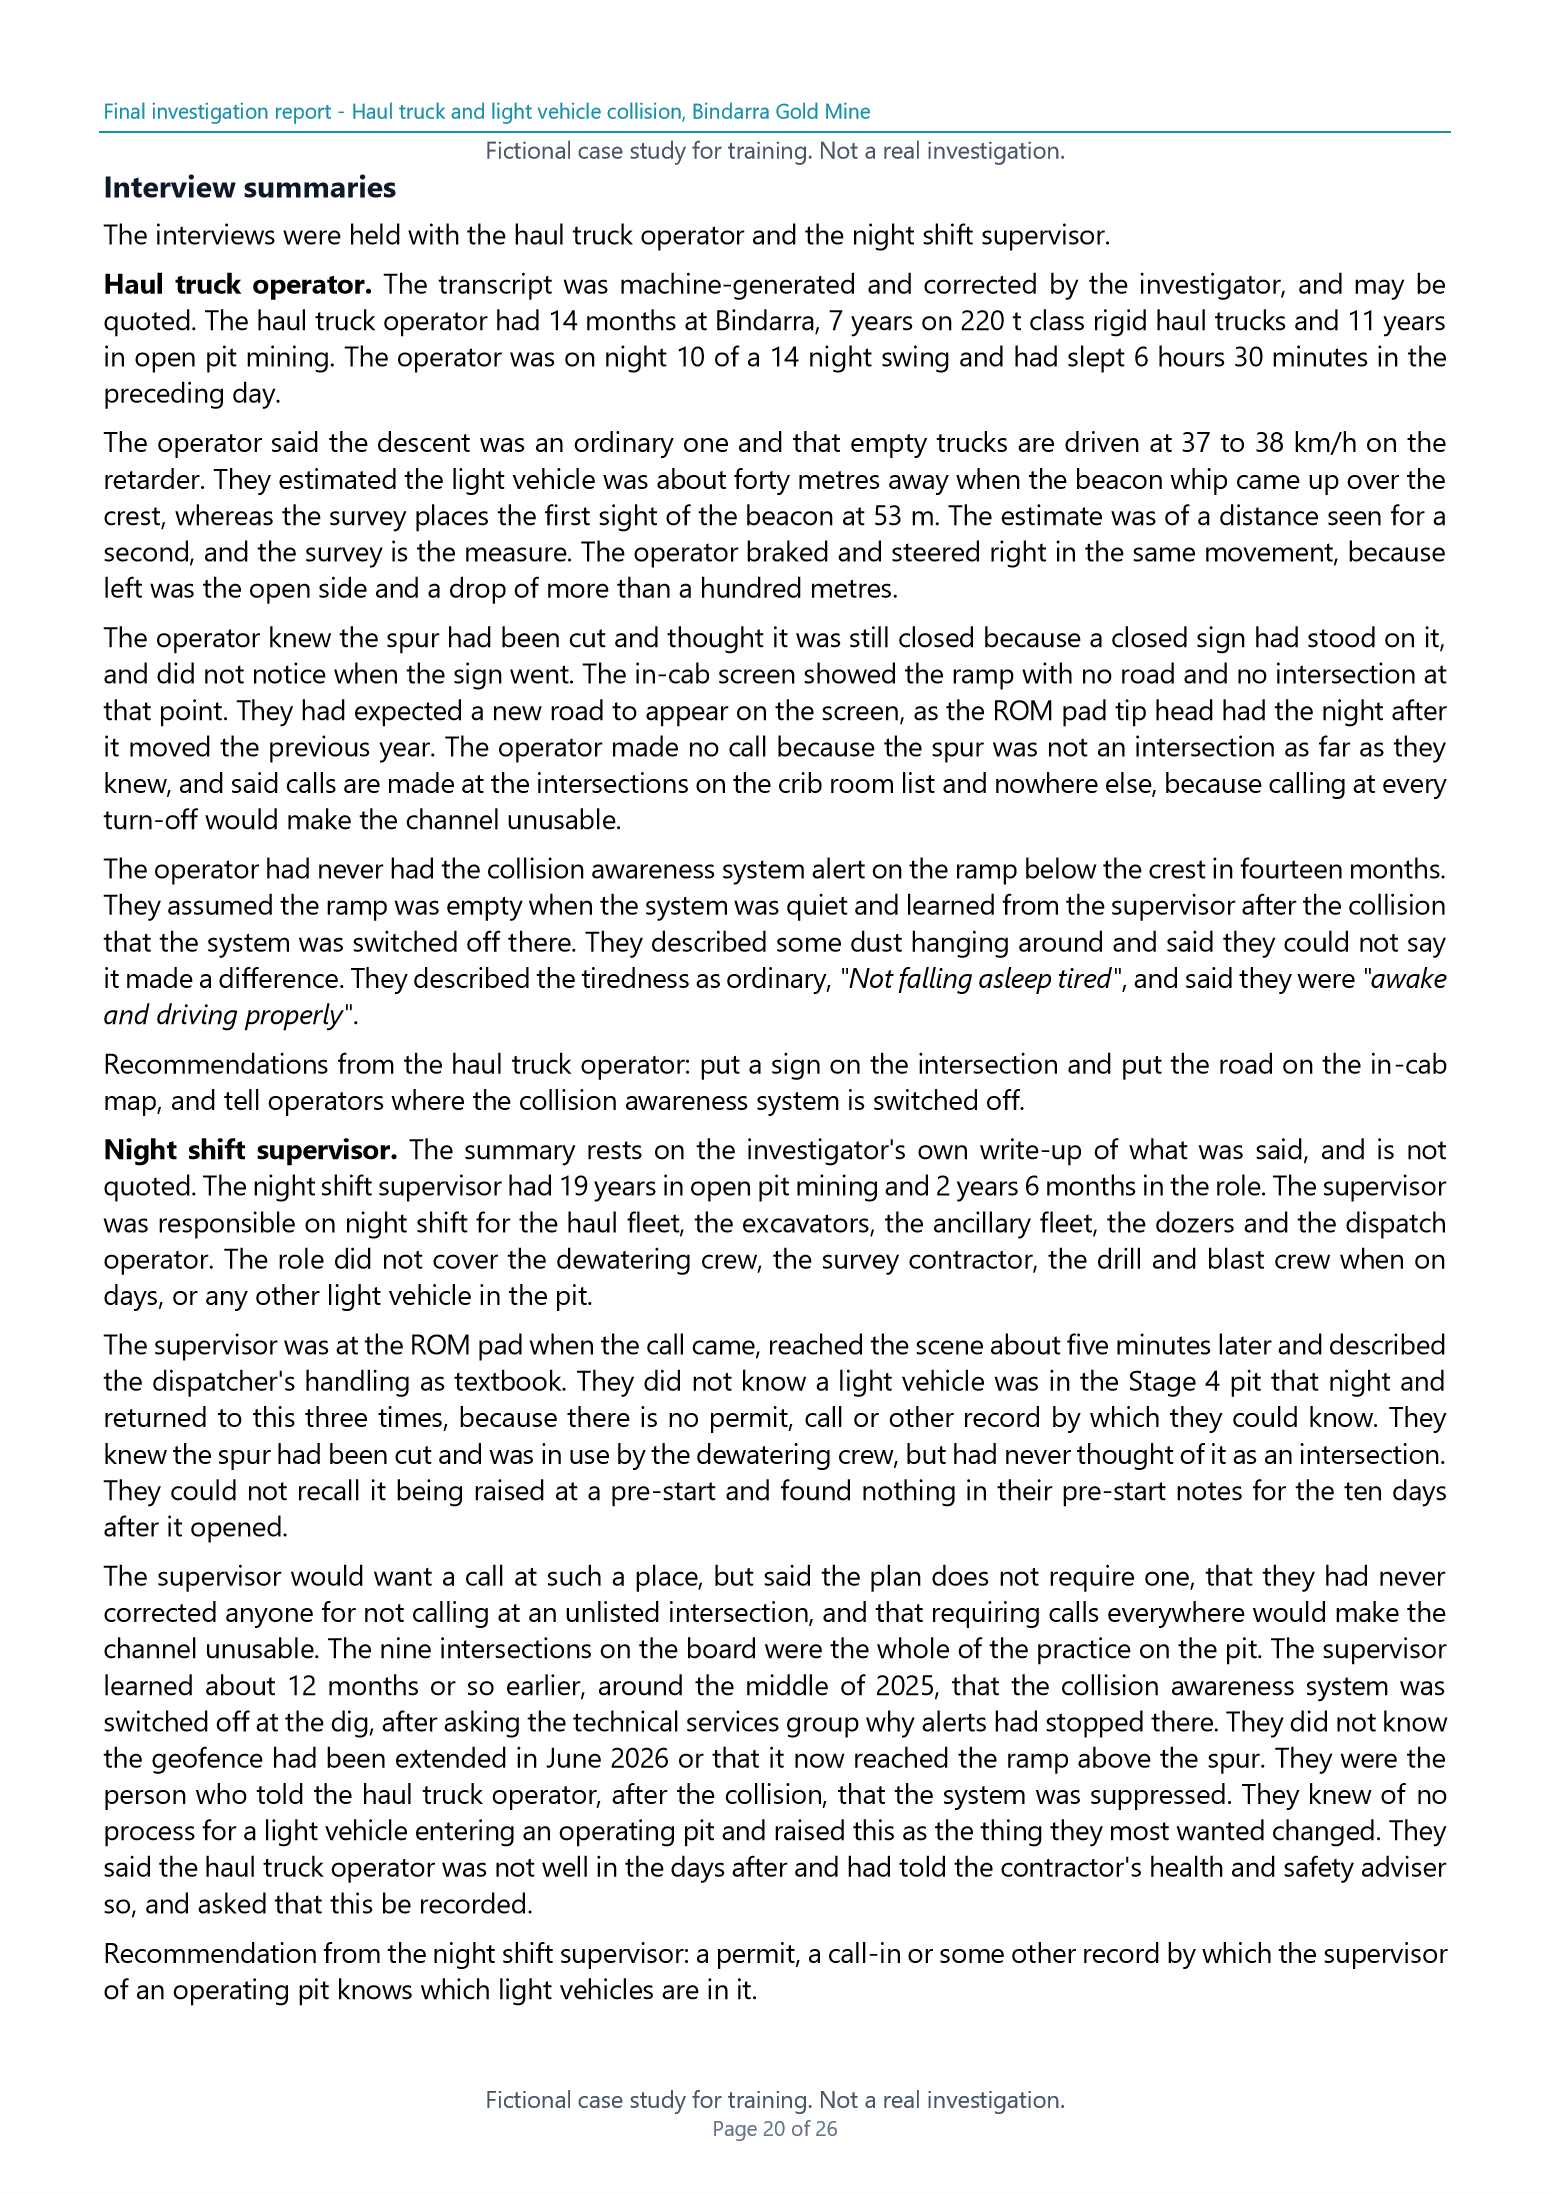 Final investigation report - Haul truck and light vehicle collision, Bindarra Gold Mine
Fictional case study for training. Not a real investigation.
Interview summaries
The interviews were held with the haul truck operator and the night shift supervisor.
Haul truck operator. The transcript was machine-generated and corrected by the investigator, and may be
quoted. The haul truck operator had 14 months at Bindarra, 7 years on 220 t class rigid haul trucks and 11 years
in open pit mining. The operator was on night 10 of a 14 night swing and had slept 6 hours 30 minutes in the
preceding day.
The operator said the descent was an ordinary one and that empty trucks are driven at 37 to 38 km/h on the
retarder. They estimated the light vehicle was about forty metres away when the beacon whip came up over the
crest, whereas the survey places the first sight of the beacon at 53 m. The estimate was of a distance seen for a
second, and the survey is the measure. The operator braked and steered right in the same movement, because
left was the open side and a drop of more than a hundred metres.
The operator knew the spur had been cut and thought it was still closed because a closed sign had stood on it,
and did not notice when the sign went. The in-cab screen showed the ramp with no road and no intersection at
that point. They had expected a new road to appear on the screen, as the ROM pad tip head had the night after
it moved the previous year. The operator made no call because the spur was not an intersection as far as they
knew, and said calls are made at the intersections on the crib room list and nowhere else, because calling at every
turn-off would make the channel unusable.
The operator had never had the collision awareness system alert on the ramp below the crest in fourteen months.
They assumed the ramp was empty when the system was quiet and learned from the supervisor after the collision
that the system was switched off there. They described some dust hanging around and said they could not say
it made a difference. They described the tiredness as ordinary, "Not falling asleep tired", and said they were "awake
and driving properly".
Recommendations from the haul truck operator: put a sign on the intersection and put the road on the in-cab
map, and tell operators where the collision awareness system is switched off.
Night shift supervisor. The summary rests on the investigator's own write-up of what was said, and is not
quoted. The night shift supervisor had 19 years in open pit mining and 2 years 6 months in the role. The supervisor
was responsible on night shift for the haul fleet, the excavators, the ancillary fleet, the dozers and the dispatch
operator. The role did not cover the dewatering crew, the survey contractor, the drill and blast crew when on
days, or any other light vehicle in the pit.
The supervisor was at the ROM pad when the call came, reached the scene about five minutes later and described
the dispatcher's handling as textbook. They did not know a light vehicle was in the Stage 4 pit that night and
returned to this three times, because there is no permit, call or other record by which they could know. They
knew the spur had been cut and was in use by the dewatering crew, but had never thought of it as an intersection.
They could not recall it being raised at a pre-start and found nothing in their pre-start notes for the ten days
after it opened.
The supervisor would want a call at such a place, but said the plan does not require one, that they had never
corrected anyone for not calling at an unlisted intersection, and that requiring calls everywhere would make the
channel unusable. The nine intersections on the board were the whole of the practice on the pit. The supervisor
learned about 12 months or so earlier, around the middle of 2025, that the collision awareness system was
switched off at the dig, after asking the technical services group why alerts had stopped there. They did not know
the geofence had been extended in June 2026 or that it now reached the ramp above the spur. They were the
person who told the haul truck operator, after the collision, that the system was suppressed. They knew of no
process for a light vehicle entering an operating pit and raised this as the thing they most wanted changed. They
said the haul truck operator was not well in the days after and had told the contractor's health and safety adviser
so, and asked that this be recorded.
Recommendation from the night shift supervisor: a permit, a call-in or some other record by which the supervisor
of an operating pit knows which light vehicles are in it.
Fictional case study for training. Not a real investigation.
Page 20 of 26